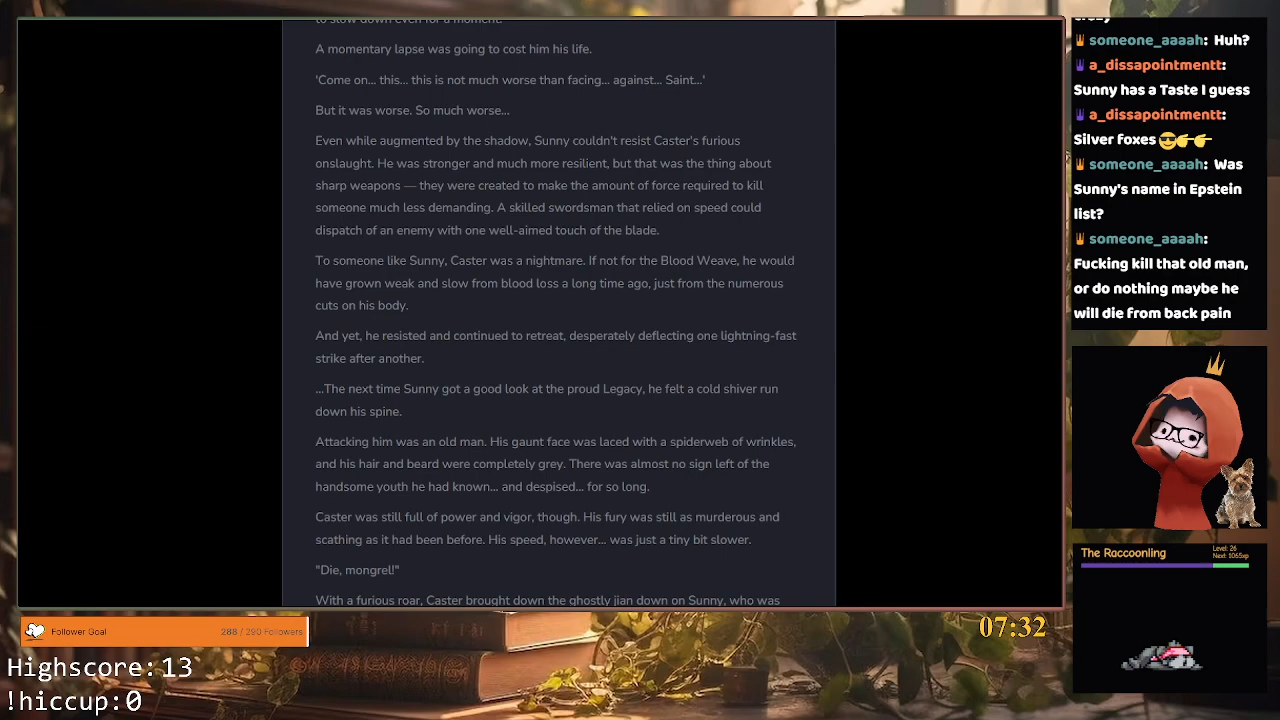 to slow down even for a moment.
A momentary lapse was going to cost him his life.
'Come on... this... this is not much worse than facing... against... Saint...'
But it was worse. So much worse...
Even while augmented by the shadow, Sunny couldn't resist Caster's furious
onslaught. He was stronger and much more resilient, but that was the thing about
sharp weapons — they were created to make the amount of force required to kill
someone much less demanding. A skilled swordsman that relied on speed could
dispatch of an enemy with one well-aimed touch of the blade.
To someone like Sunny, Caster was a nightmare. If not for the Blood Weave, he would
have grown weak and slow from blood loss a long time ago, just from the numerous
cuts on his body.
And yet, he resisted and continued to retreat, desperately deflecting one lightning-fast
strike after another.
...The next time Sunny got a good look at the proud Legacy, he felt a cold shiver run
down his spine.
Attacking him was an old man. His gaunt face was laced with a spiderweb of wrinkles,
and his hair and beard were completely grey. There was almost no sign left of the
handsome youth he had known... and despised... for so long.
Caster was still full of power and vigor, though. His fury was still as murderous and
scathing as it had been before. His speed, however... was just a tiny bit slower.
"Die, mongrel!"
With a furious roar, Caster brought down the ghostly jian down on Sunny, who was
crazy
someone_aaaah: Huh?
a_dissapointmentt:
Sunny has a Taste I guess
a_dissapointmentt:
Silver Foxes 😎👉👉
someone_aaaah: Was
Sunny's name in Epstein
list?
someone_aaaah:
Fucking kill that old man,
or do nothing maybe he
will die from back pain
The Raccoonling
Level: 26
Next: 1065xp
07:32
Follower Goal
288 / 290 Followers
Highscore:13
!hiccup:0